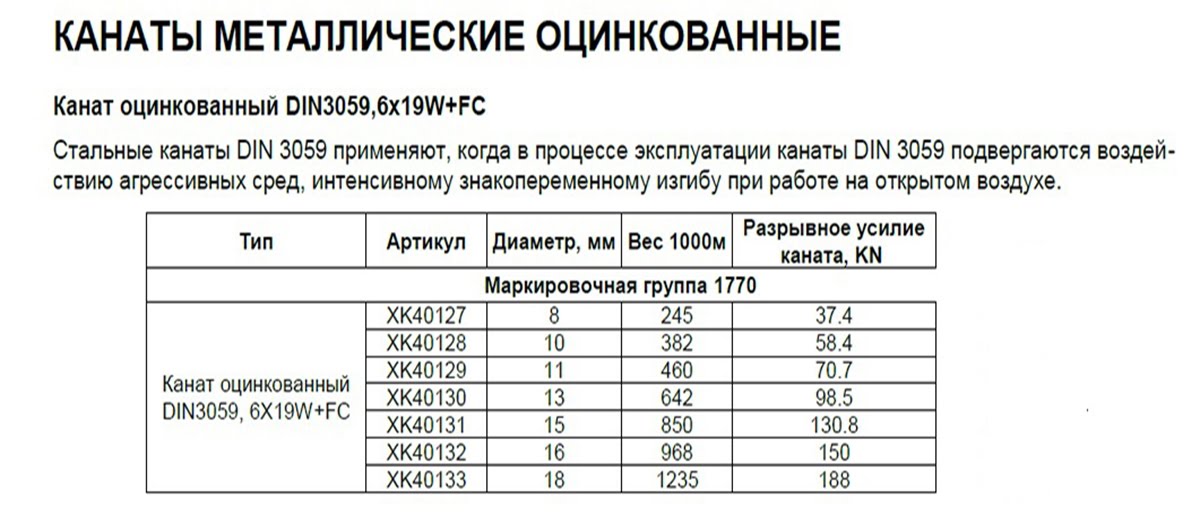 КАНАТЫ МЕТАЛЛИЧЕСКИЕ ОЦИНКОВАННЫЕ
Канат оцинкованный DIN3059,6x19W+FC
Стальные канаты DIN 3059 применяют, когда в процессе эксплуатации канаты DIN 3059 подвергаются воздей-
ствию агрессивных сред, интенсивному знакопеременному изгибу при работе на открытом воздухе.
Тип Артикул Диаметр, мм Вес 1000м Разрывное усилие
каната, KN
Маркировочная группа 1770
XK40127 8 245 37.4
XK40128 10 382 58.4
XK40129 11 460 70.7
Канат оцинкованный
XK40130 13 642 98.5
DIN3059, 6X19W+FC
XK40131 15 850 130.8
XK40132 16 968 150
XK40133 18 1235 188